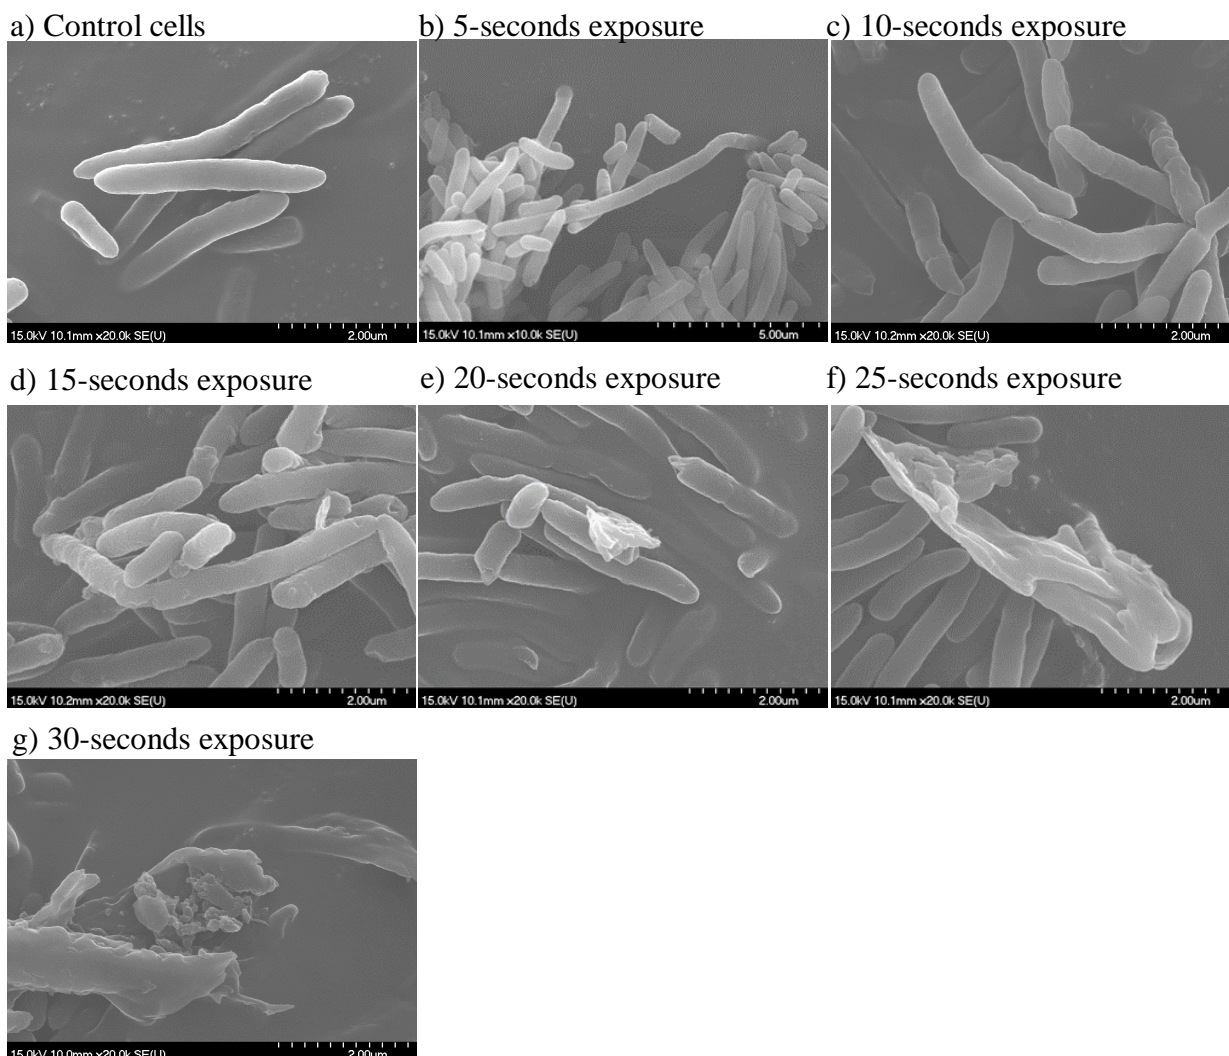 a) Control cells
b) 5-seconds exposure
c) 10-seconds exposure
15.0kV 10.1mm x20.0k SE(U)
2.00um
15.0kV 10.1mm x10.0k SE(U)
5.00um
15.0kV 10.2mm x20.0k SE(U)
2.00um
d) 15-seconds exposure
e) 20-seconds exposure
f) 25-seconds exposure
15.0kV 10.2mm x20.0k SE(U)
2.00um
15.0kV 10.1mm x20.0k SE(U)
2.00um
15.0kV 10.1mm x20.0k SE(U)
2.00um
g) 30-seconds exposure
15.0kV 10.0mm x20.0k SE(U)
2.00um